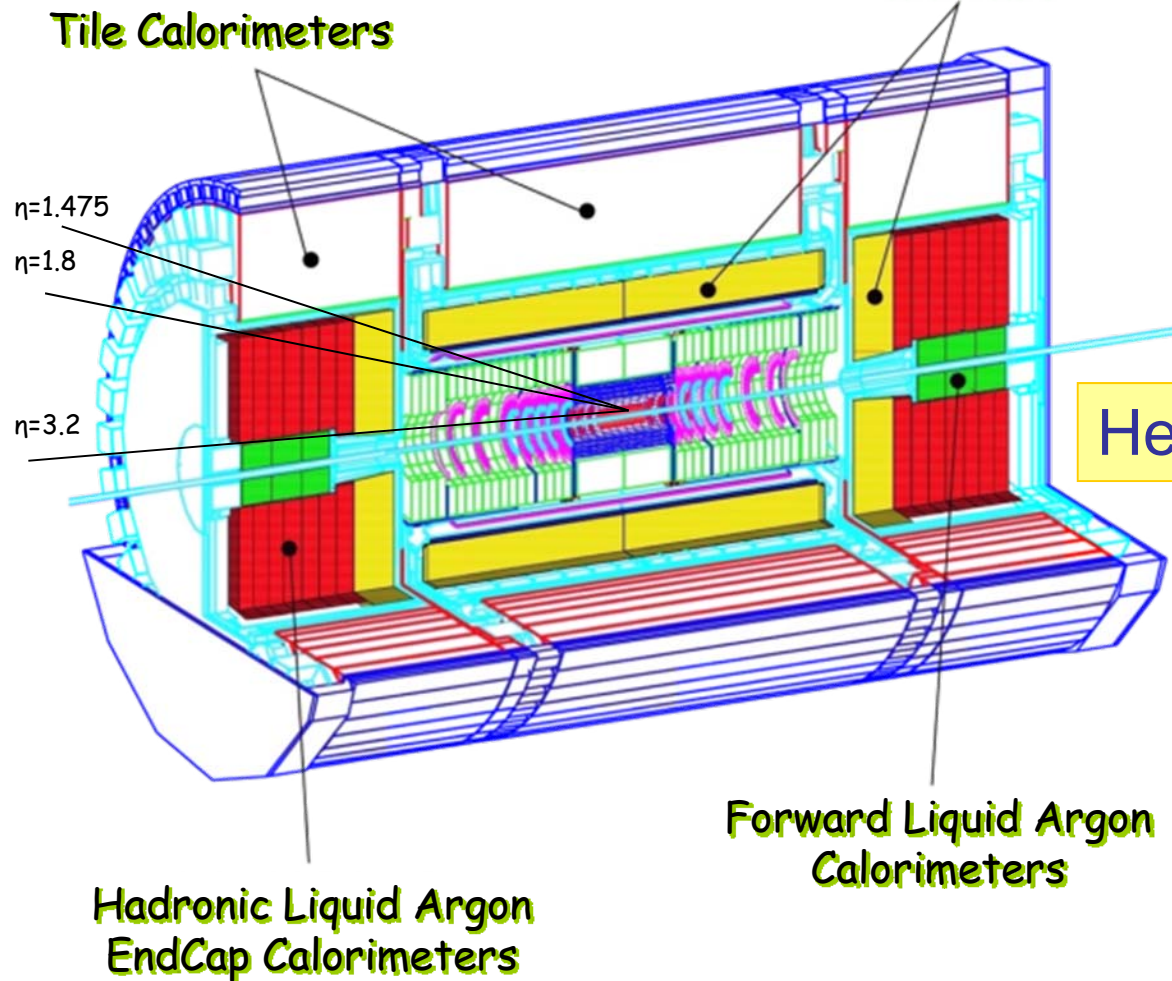 Tile Calorimeters
η=1.475
η=1.8
η=3.2
He
Forward Liquid Argon
Calorimeters
Hadronic Liquid Argon
EndCap Calorimeters